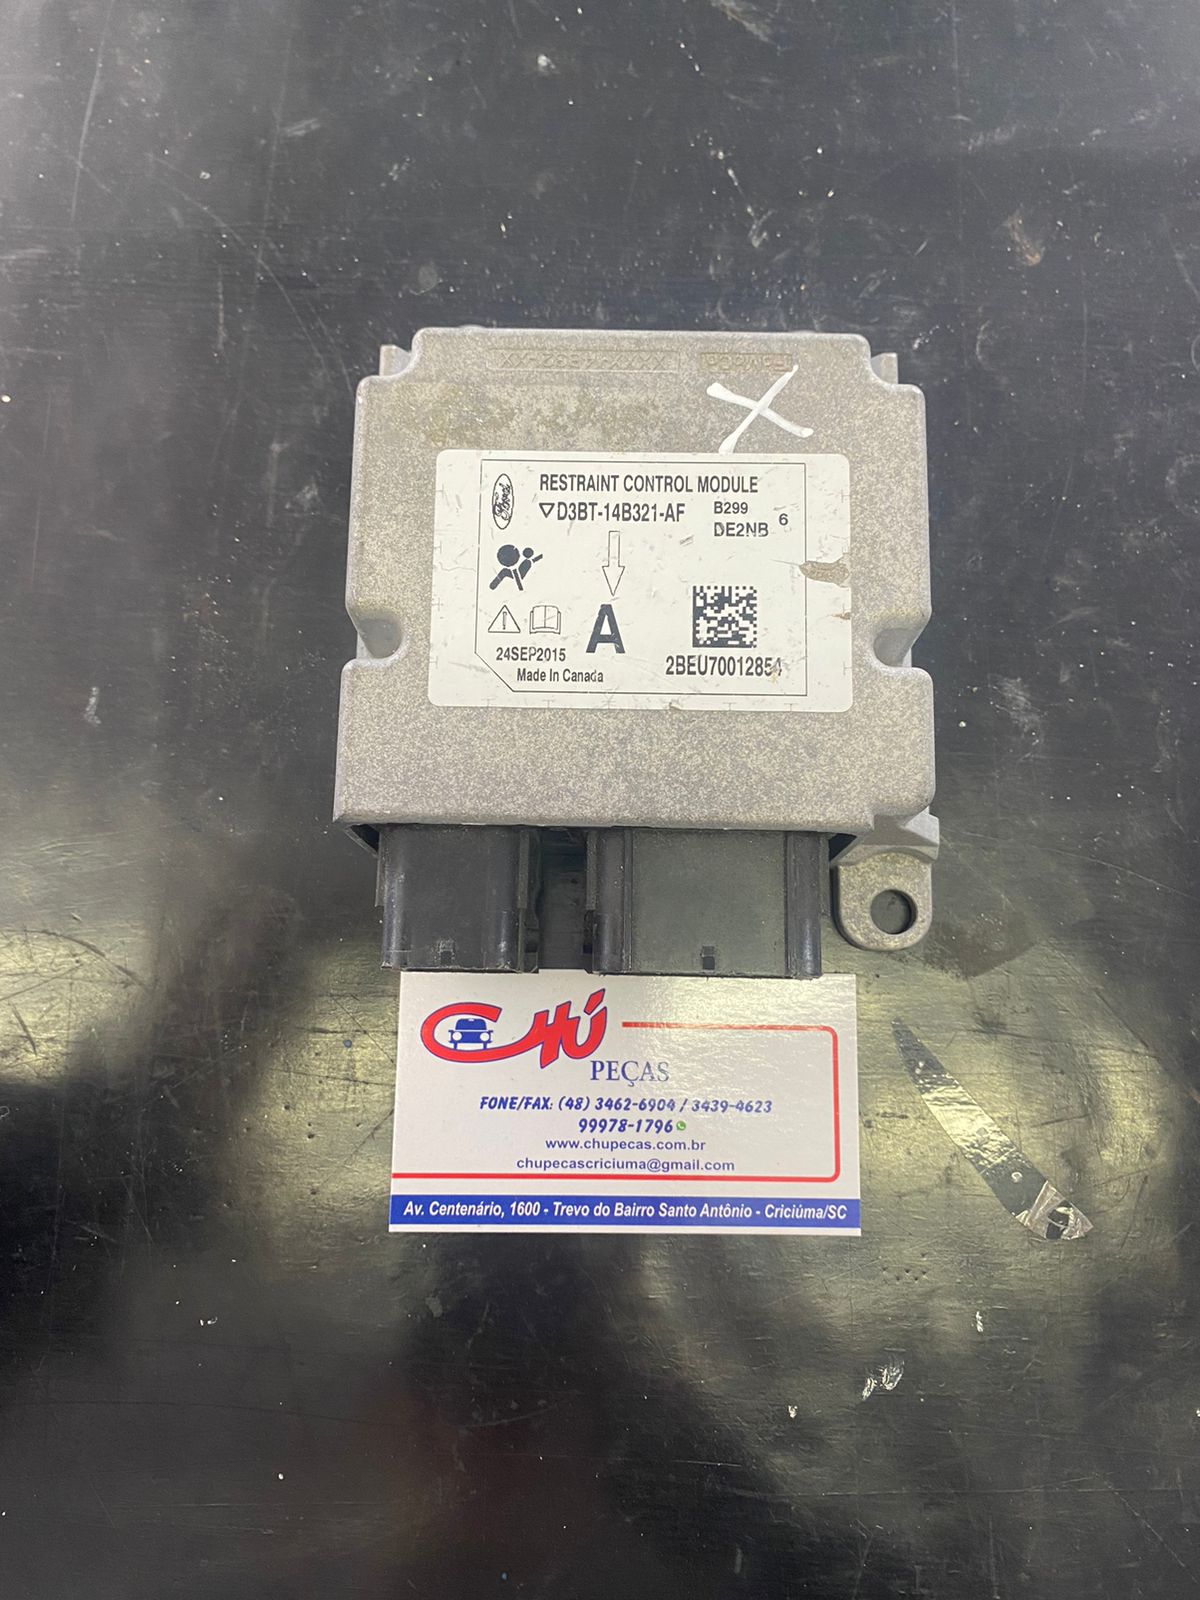 Ford
RESTRAINT CONTROL MODULE
▽D3BT-14B321-AF
B299
DE2NB 6
A
24SEP2015
Made In Canada
2BEU70012854
CHÚ
PEÇAS
FONE/FAX: (48) 3462-6904 / 3439-4623
99978-1796
www.chupecas.com.br
chupecascriciuma@gmail.com
Av. Centenário, 1600 - Trevo do Bairro Santo Antônio - Criciúma/SC